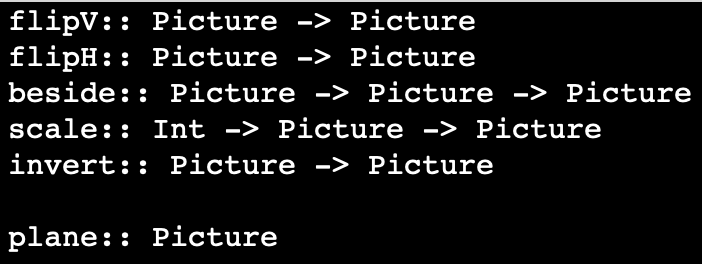 flipV:: Picture -> Picture
flipH:: Picture -> Picture
beside:: Picture -> Picture -> Picture
scale:: Int -> Picture -> Picture
invert:: Picture -> Picture
plane:: Picture